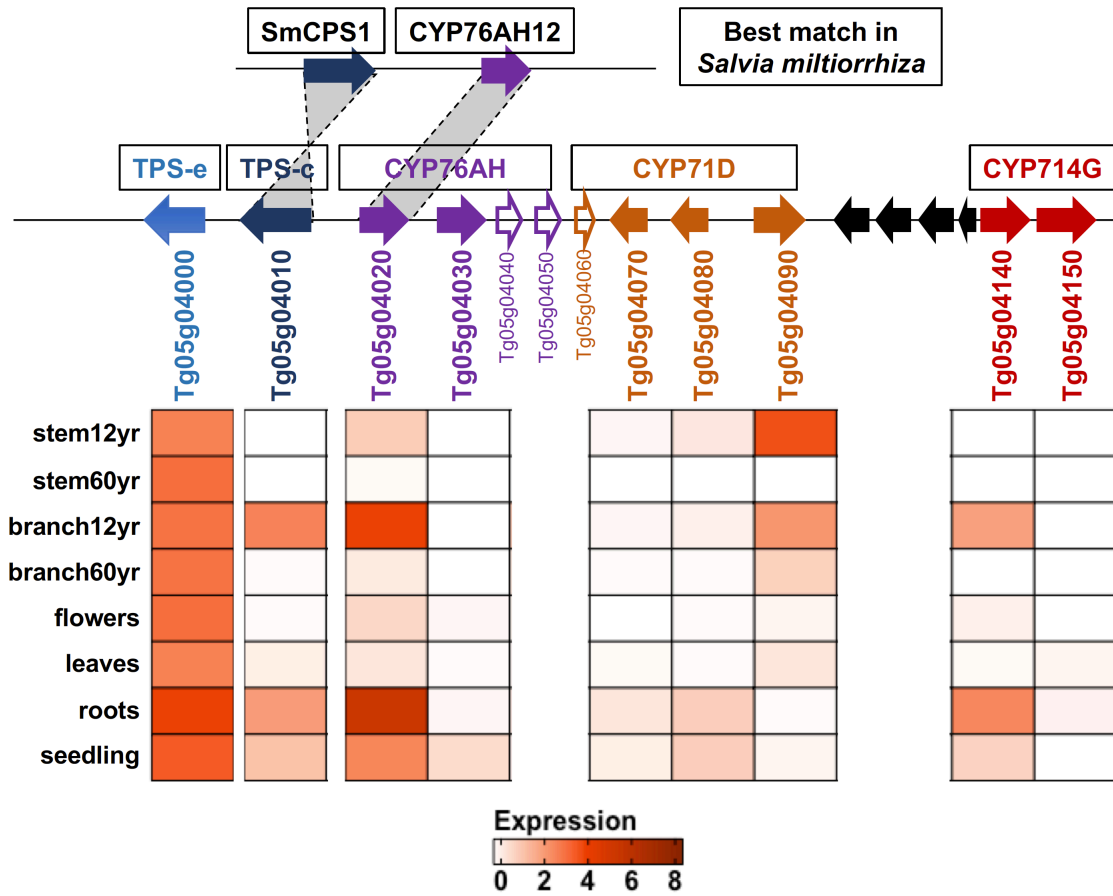 SmCPS1 CYP76AH12 Best match in
Salvia miltiorrhiza
TPS-e TPS-c CYP76AH CYP71D CYP714G
Tg05g04000 Tg05g04010 Tg05g04020 Tg05g04030 Tg05g04040 Tg05g04050 Tg05g04060 Tg05g04070 Tg05g04080 Tg05g04090 Tg05g04140 Tg05g04150
stem12yr
stem60yr
branch12yr
branch60yr
flowers
leaves
roots
seedling
Expression
0 2 4 6 8